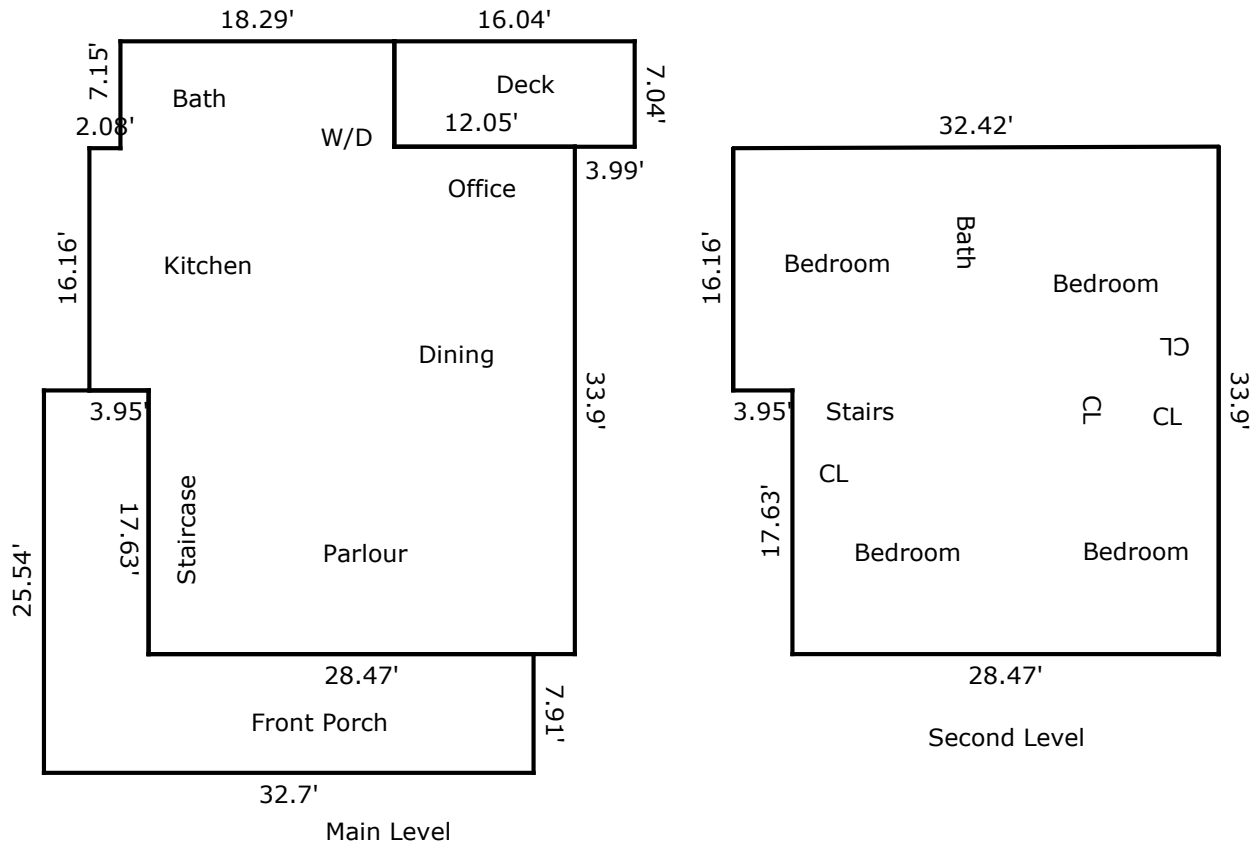 18.29'
16.04'
7.15'
Bath
Deck
7.04'
2.08'
W/D
12.05'
3.99'
Office
16.16'
Kitchen
Dining
33.9'
3.95'
Staircase
17.63'
25.54'
Parlour
28.47'
7.91'
Front Porch
32.7'
Main Level
32.42'
16.16'
Bedroom
Bath
Bedroom
CL
33.9'
3.95'
Stairs
CL
CL
CL
17.63'
Bedroom
Bedroom
28.47'
Second Level